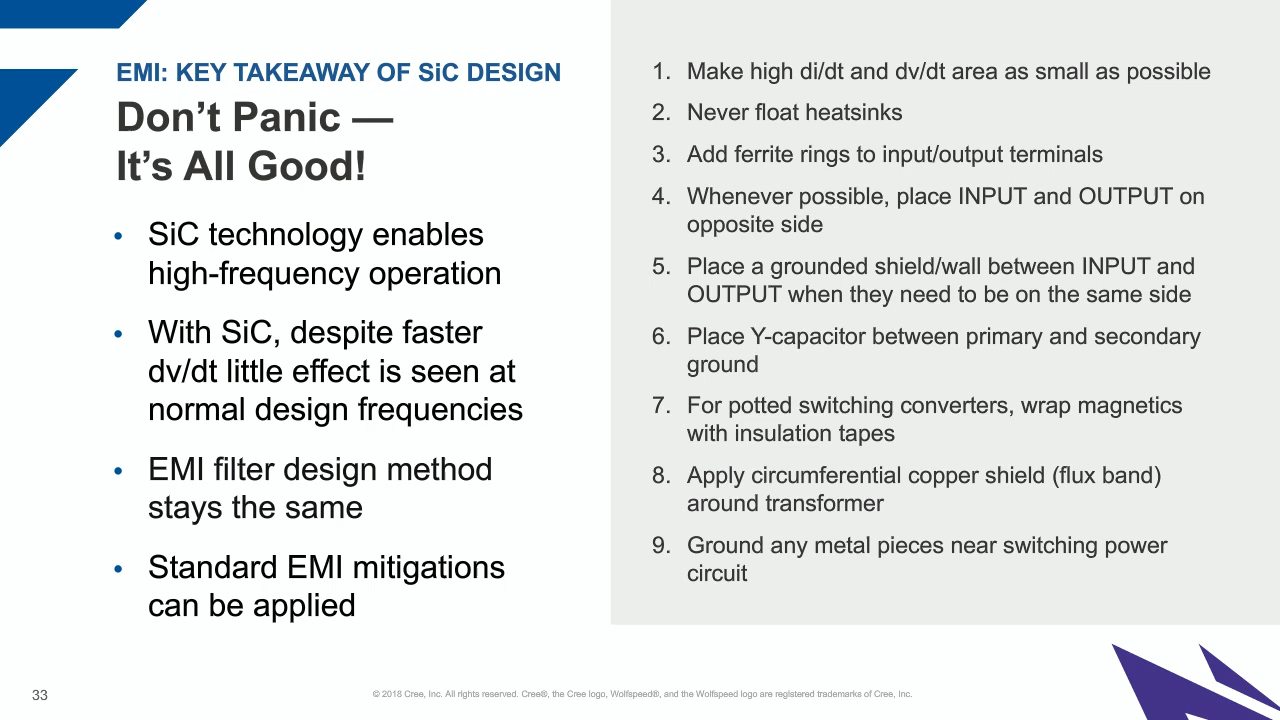 EMI: KEY TAKEAWAY OF SiC DESIGN
Don’t Panic —
It’s All Good!
• SiC technology enables
high-frequency operation
• With SiC, despite faster
dv/dt little effect is seen at
normal design frequencies
• EMI filter design method
stays the same
• Standard EMI mitigations
can be applied
1. Make high di/dt and dv/dt area as small as possible
2. Never float heatsinks
3. Add ferrite rings to input/output terminals
4. Whenever possible, place INPUT and OUTPUT on
opposite side
5. Place a grounded shield/wall between INPUT and
OUTPUT when they need to be on the same side
6. Place Y-capacitor between primary and secondary
ground
7. For potted switching converters, wrap magnetics
with insulation tapes
8. Apply circumferential copper shield (flux band)
around transformer
9. Ground any metal pieces near switching power
circuit
33
© 2018 Cree, Inc. All rights reserved. Cree®, the Cree logo, Wolfspeed®, and the Wolfspeed logo are registered trademarks of Cree, Inc.